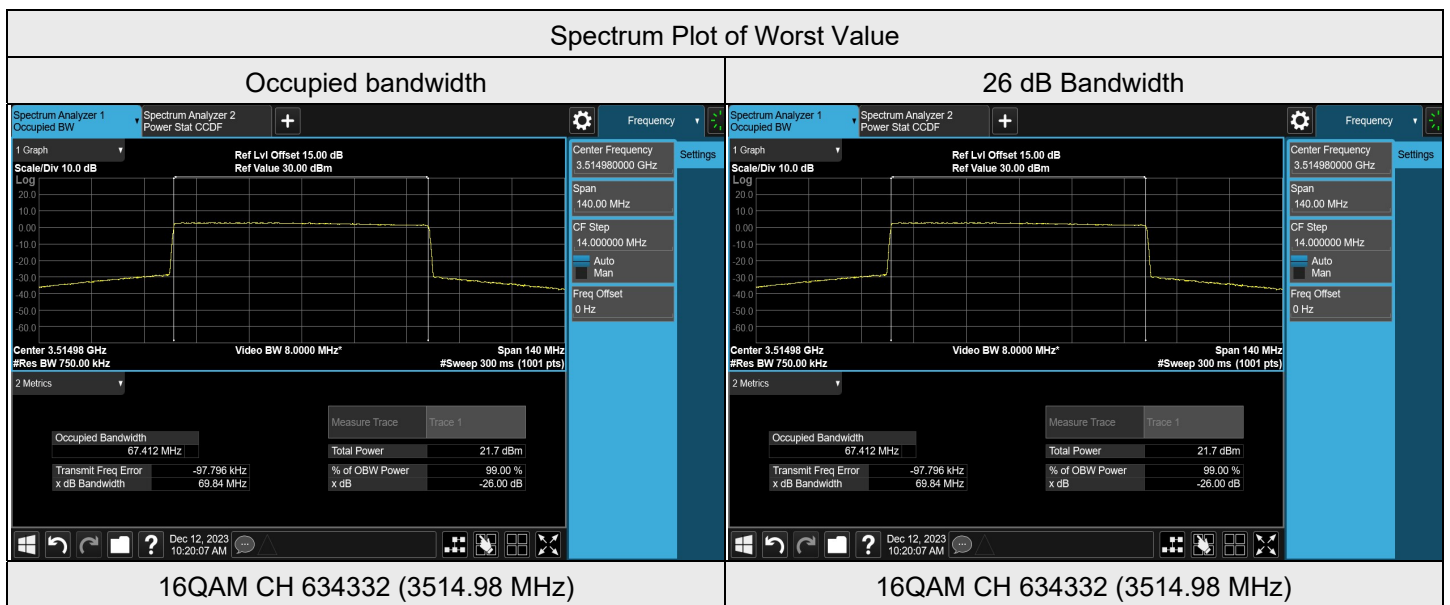 Spectrum Plot of Worst Value
Occupied bandwidth
26 dB Bandwidth
Spectrum Analyzer 1
Occupied BW
Spectrum Analyzer 2
Power Stat CCDF
Frequency
1 Graph
Scale/Div 10.0 dB
Ref Lvl Offset 15.00 dB
Ref Value 30.00 dBm
Log
20.0
10.0
0.00
-10.0
-20.0
-30.0
-40.0
-50.0
-60.0
Center 3.51498 GHz
#Res BW 750.00 kHz
Video BW 8.0000 MHz*
Span 140 MHz
#Sweep 300 ms (1001 pts)
Center Frequency
3.514980000 GHz
Settings
Span
140.00 MHz
CF Step
14.000000 MHz
Auto
Man
Freq Offset
0 Hz
2 Metrics
Measure Trace Trace 1
Occupied Bandwidth
67.412 MHz
Total Power 21.7 dBm
Transmit Freq Error -97.796 kHz
% of OBW Power 99.00 %
x dB Bandwidth 69.84 MHz
x dB -26.00 dB
? Dec 12, 2023
10:20:07 AM
16QAM CH 634332 (3514.98 MHz)
Spectrum Analyzer 1
Occupied BW
Spectrum Analyzer 2
Power Stat CCDF
Frequency
1 Graph
Scale/Div 10.0 dB
Ref Lvl Offset 15.00 dB
Ref Value 30.00 dBm
Log
20.0
10.0
0.00
-10.0
-20.0
-30.0
-40.0
-50.0
-60.0
Center 3.51498 GHz
#Res BW 750.00 kHz
Video BW 8.0000 MHz*
Span 140 MHz
#Sweep 300 ms (1001 pts)
Center Frequency
3.514980000 GHz
Settings
Span
140.00 MHz
CF Step
14.000000 MHz
Auto
Man
Freq Offset
0 Hz
2 Metrics
Measure Trace Trace 1
Occupied Bandwidth
67.412 MHz
Total Power 21.7 dBm
Transmit Freq Error -97.796 kHz
% of OBW Power 99.00 %
x dB Bandwidth 69.84 MHz
x dB -26.00 dB
? Dec 12, 2023
10:20:07 AM
16QAM CH 634332 (3514.98 MHz)